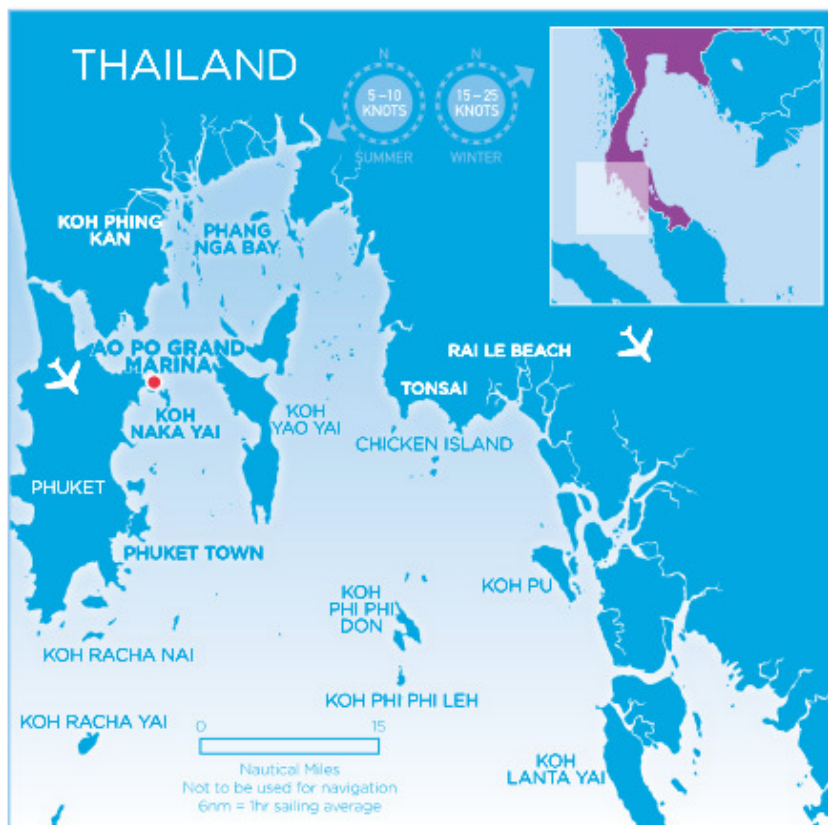 THAILAND
N
5–10
KNOTS
SUMMER
N
15–25
KNOTS
WINTER
KOH PHING
KAN
PHANG
NGA BAY
AO PO GRAND
MARINA
KOH
NAKA YAI
KOH
YAO YAI
RAI LE BEACH
TONSAI
CHICKEN ISLAND
PHUKET
PHUKET TOWN
KOH
PHI PHI
DON
KOH PU
KOH RACHA NAI
KOH PHI PHI LEH
KOH RACHA YAI
0
15
Nautical Miles
Not to be used for navigation
6nm = 1hr sailing average
KOH
LANTA YAI